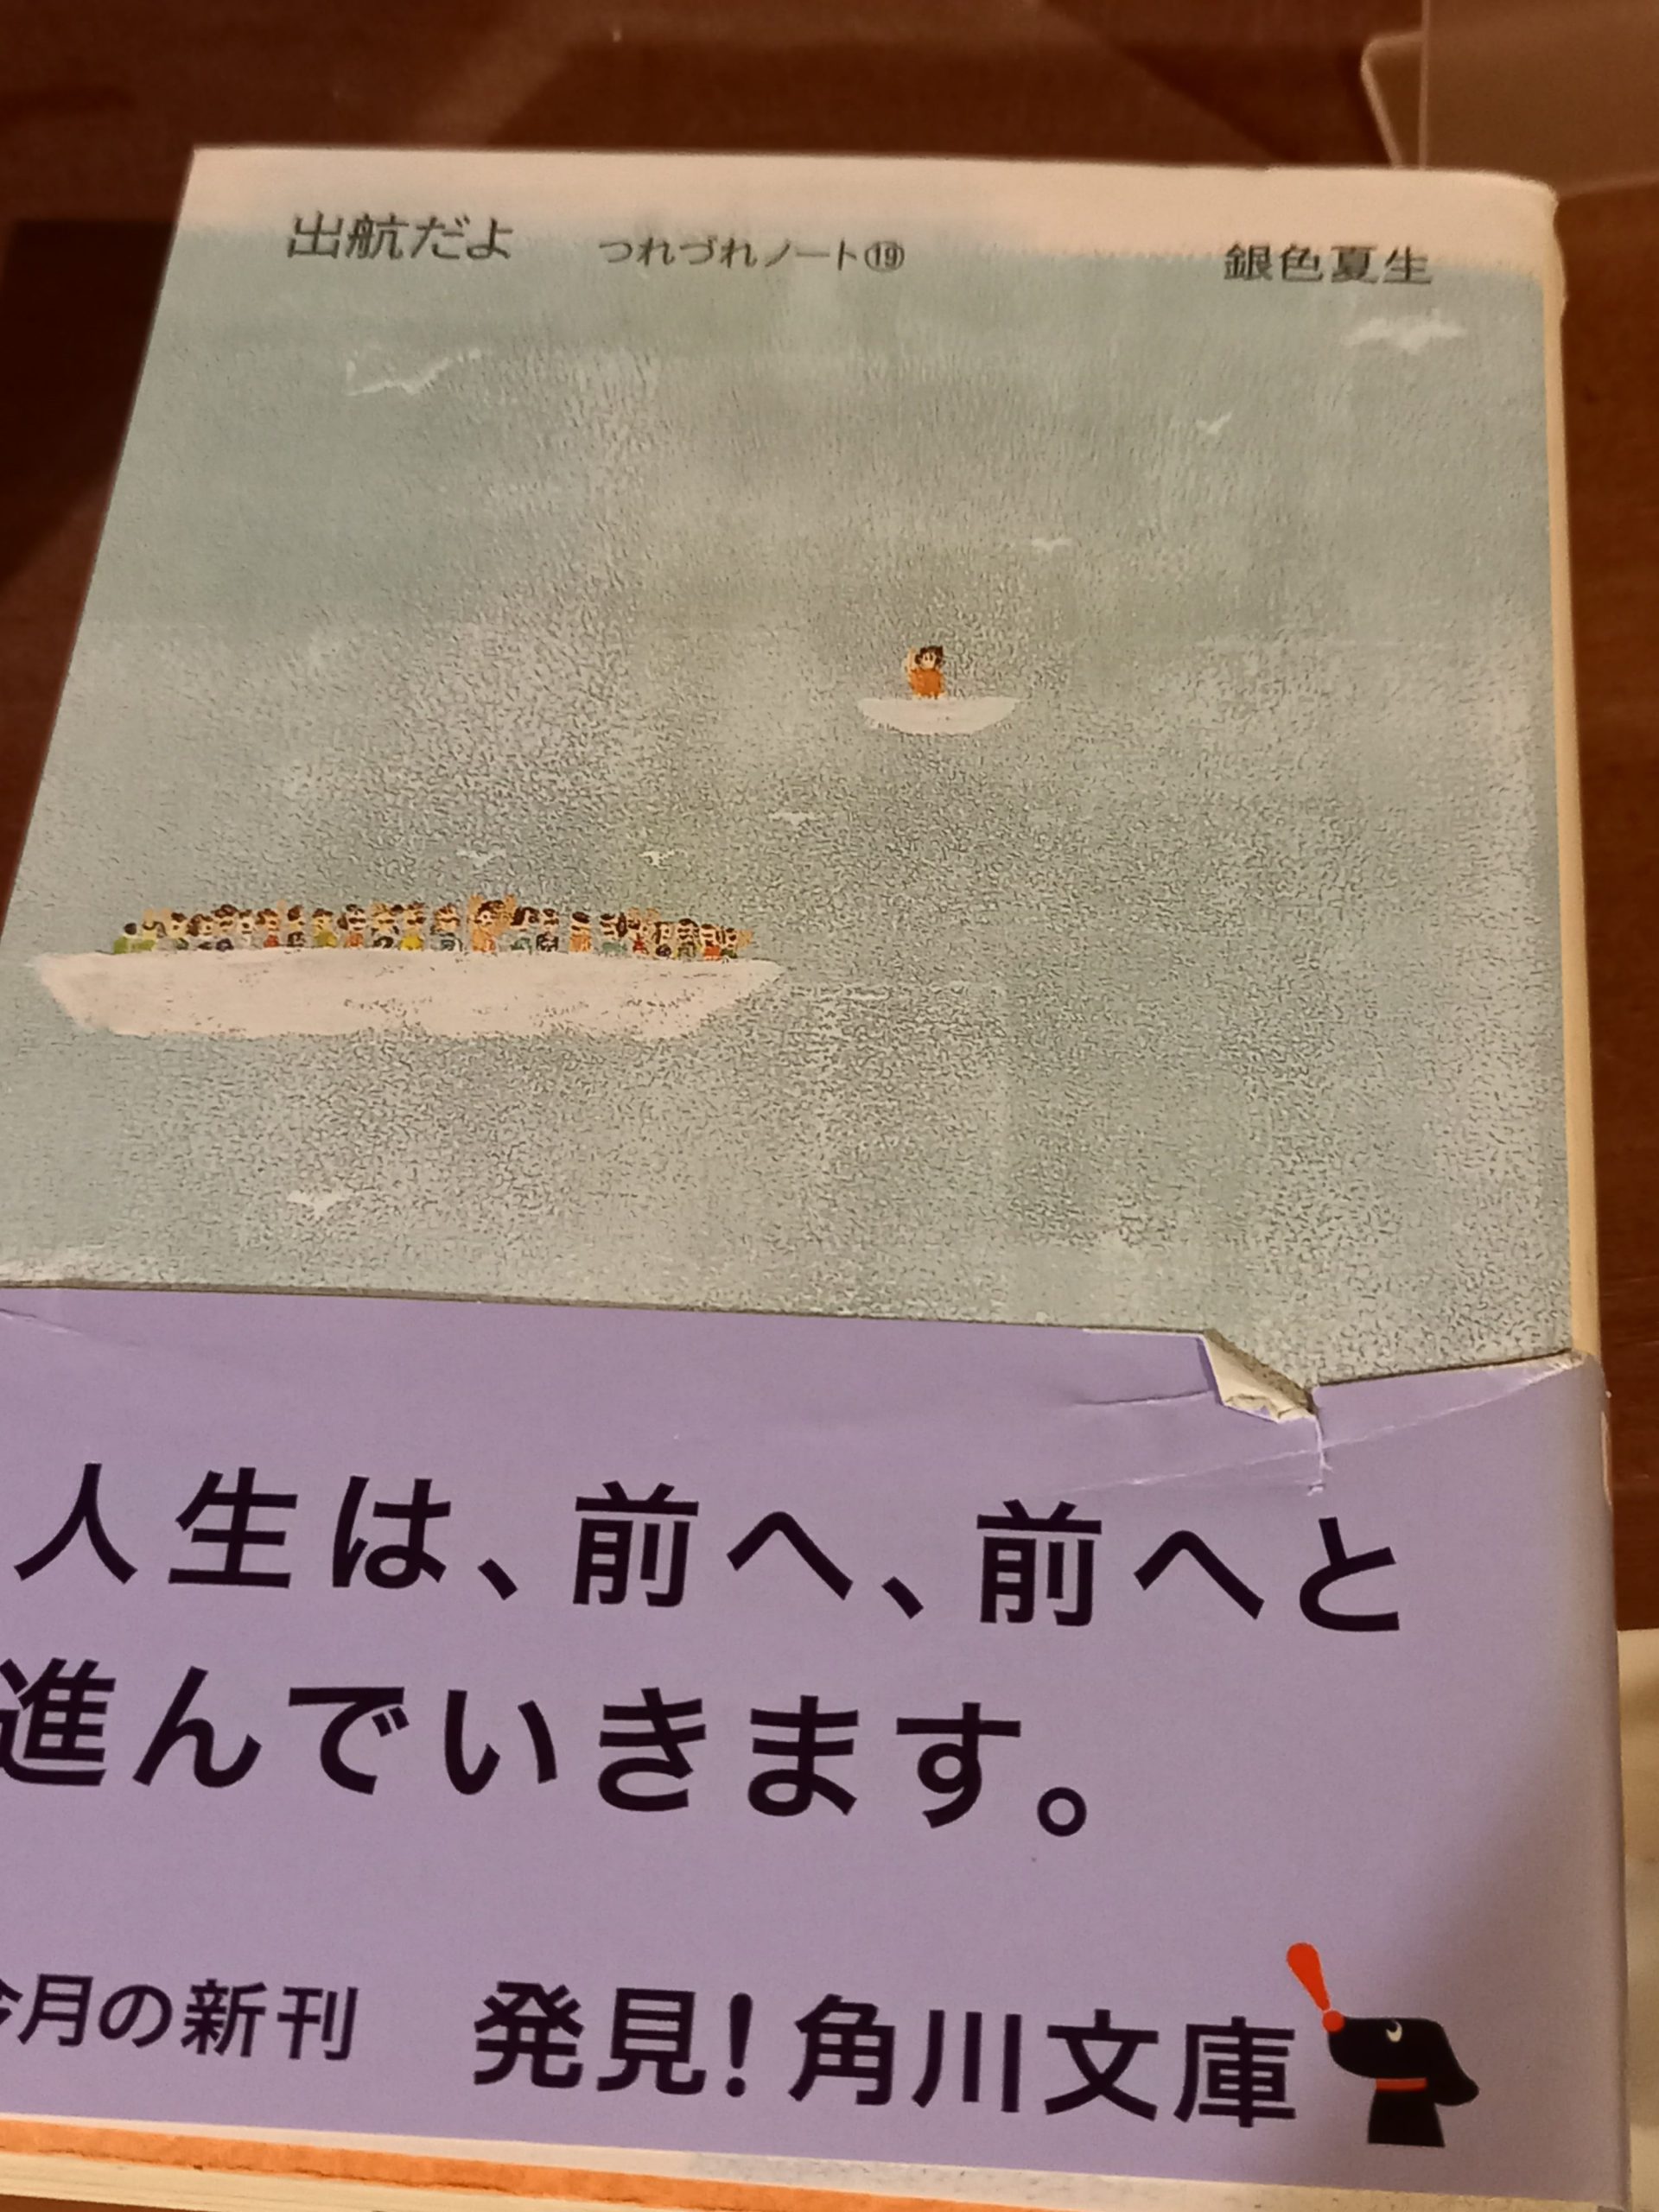 出航だよ つれづれノート⑲ 銀色夏生
人生は、前へ、前へと
進んでいきます。
今月の新刊 発見!角川文庫